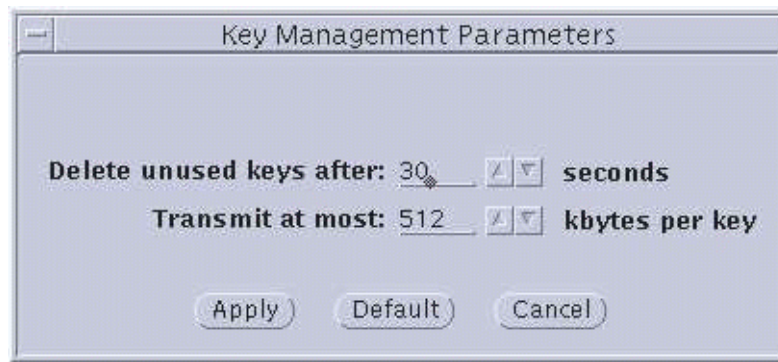 Key Management Parameters
Delete unused keys after: 30 seconds
Transmit at most: 512 kbytes per key
Apply Default Cancel